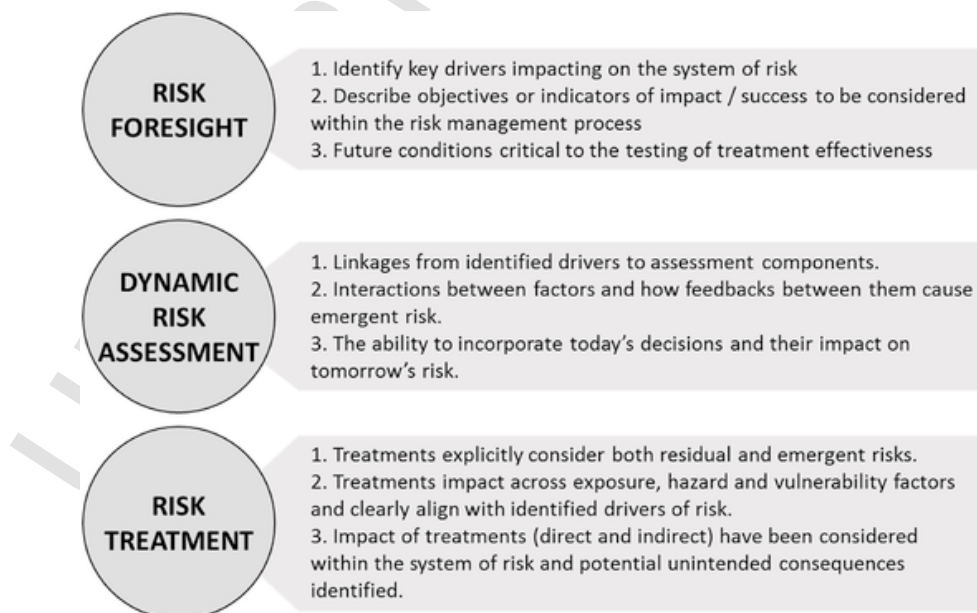 RISK
FORESIGHT
1. Identify key drivers impacting on the system of risk
2. Describe objectives or indicators of impact / success to be considered
within the risk management process
3. Future conditions critical to the testing of treatment effectiveness
DYNAMIC
RISK
ASSESSMENT
1. Linkages from identified drivers to assessment components.
2. Interactions between factors and how feedbacks between them cause
emergent risk.
3. The ability to incorporate today’s decisions and their impact on
tomorrow’s risk.
RISK
TREATMENT
1. Treatments explicitly consider both residual and emergent risks.
2. Treatments impact across exposure, hazard and vulnerability factors
and clearly align with identified drivers of risk.
3. Impact of treatments (direct and indirect) have been considered
within the system of risk and potential unintended consequences
identified.